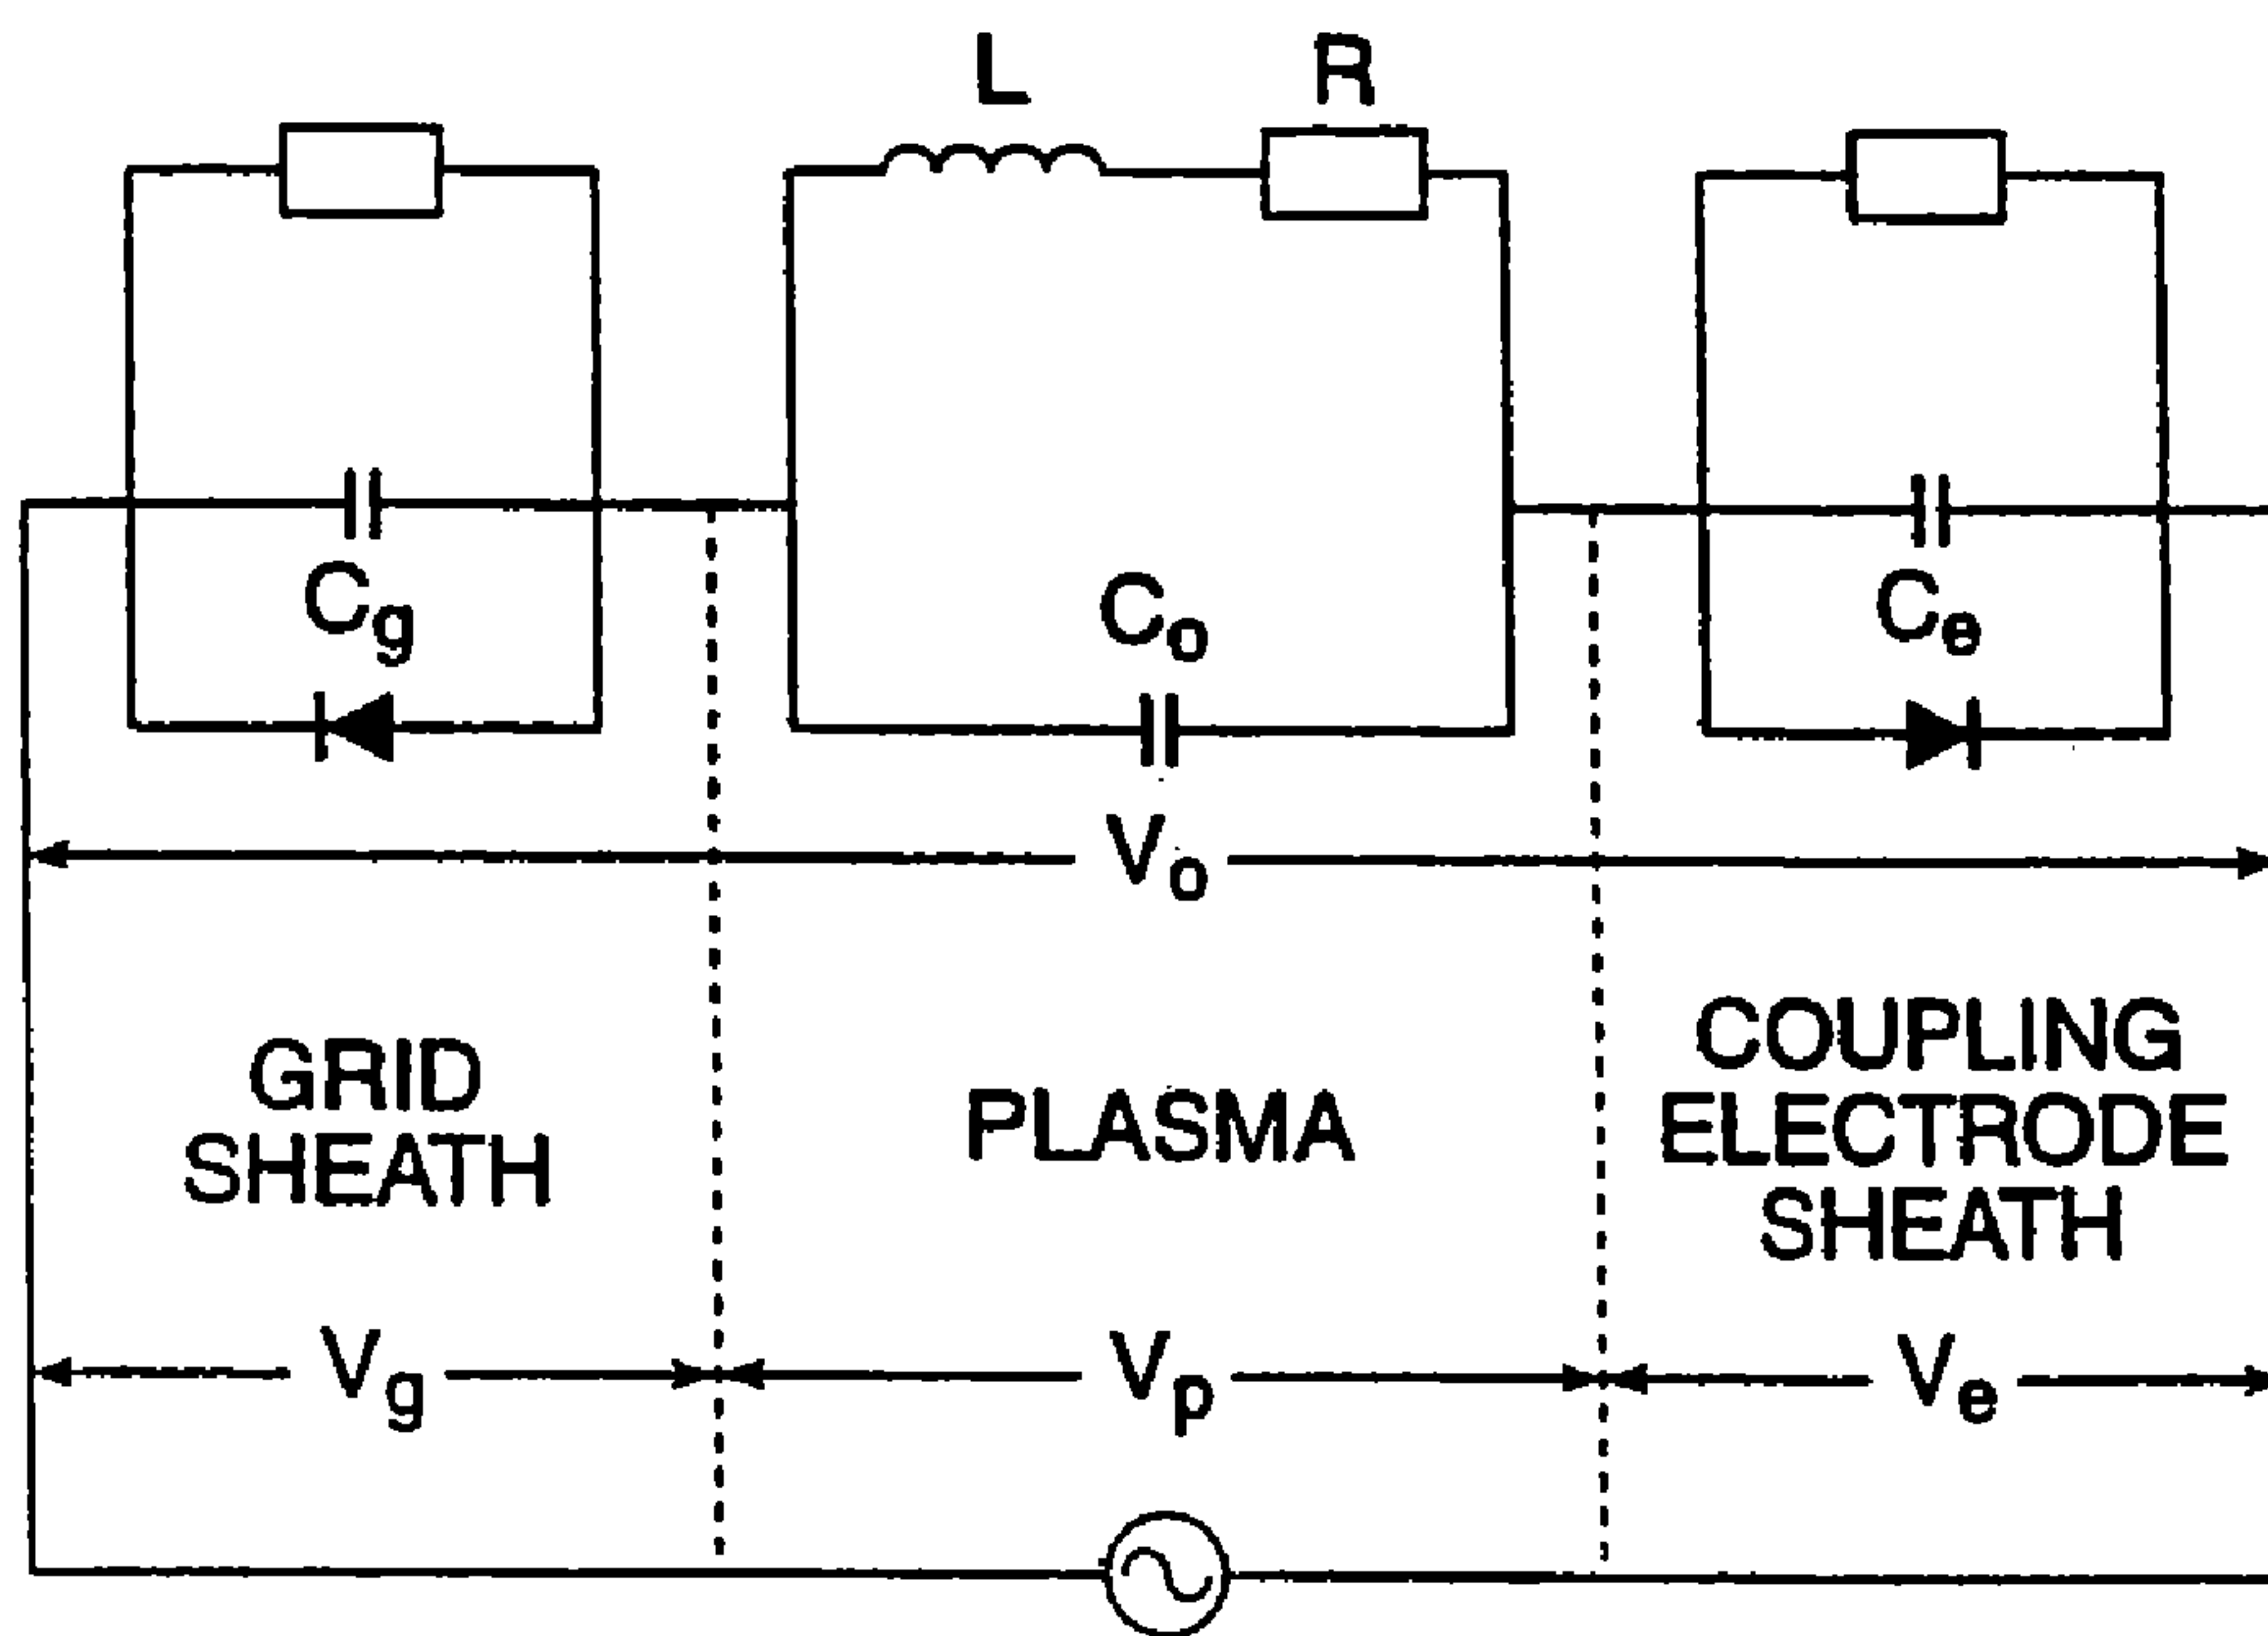 L
R
C_g
C_o
C_e
V_o
GRID
SHEATH
PLASMA
COUPLING
ELECTRODE
SHEATH
V_g
V_p
V_e